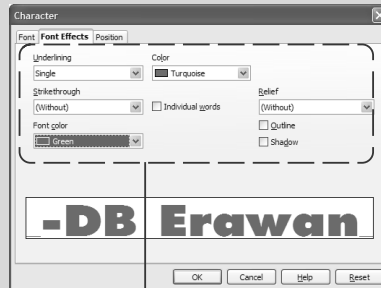 Character
Font Font Effects Position
Underlining Color
Single Turquoise
Strikethrough Relief
(Without) Individual words (Without)
Font color Outline
Green Shadow
-DB Erawan
OK Cancel Help Reset